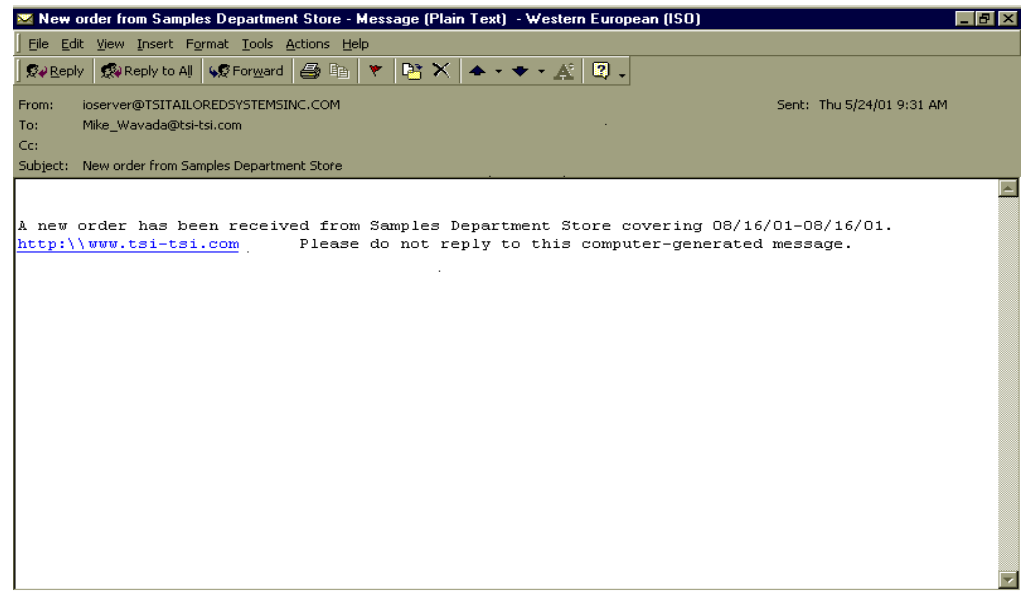 New order from Samples Department Store - Message (Plain Text) - Western European (ISO)
File Edit View Insert Format Tools Actions Help
Reply Reply to All Forward
From: ioserver@TSITAILOREDSYSTEMSINC.COM Sent: Thu 5/24/01 9:31 AM
To: Mike_Wavada@tsi-tsi.com
Cc:
Subject: New order from Samples Department Store
A new order has been received from Samples Department Store covering 08/16/01-08/16/01.
http:\\www.tsi-tsi.com Please do not reply to this computer-generated message.